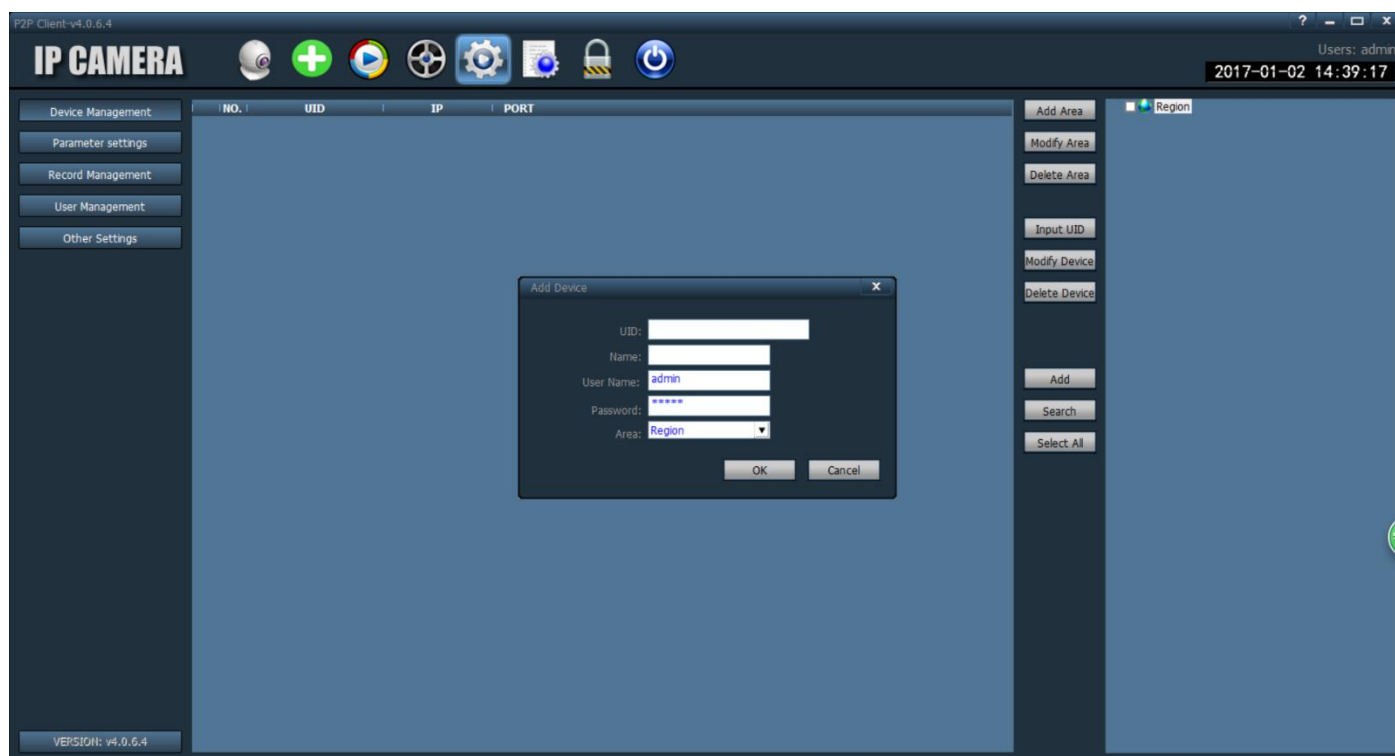 P2P Client-v4.0.6.4
? – x
IP CAMERA
Users: admin
2017-01-02 14:39:17
Device Management
Parameter settings
Record Management
User Management
Other Settings
NO. UID IP PORT
Add Area
Modify Area
Delete Area
Input UID
Modify Device
Delete Device
Add
Search
Select All
Region
Add Device x
UID:
Name:
User Name: admin
Password: *****
Area: Region
OK Cancel
VERSION: v4.0.6.4